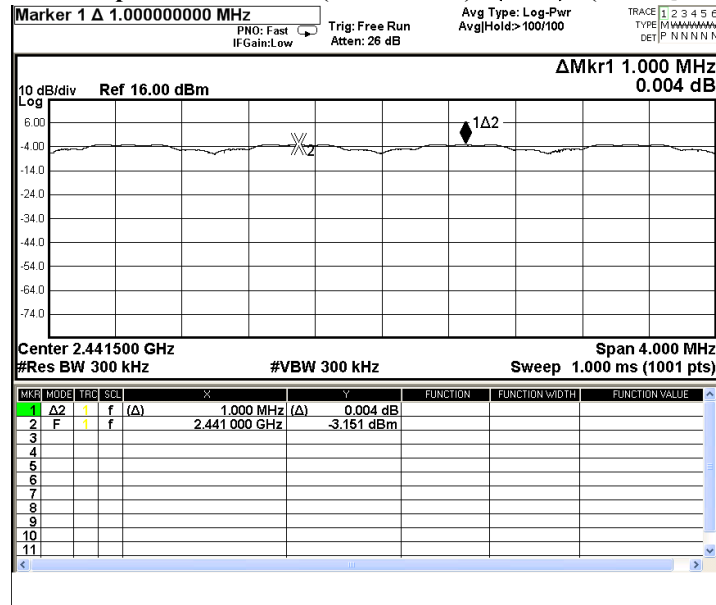 Marker 1 Δ 1.000000000 MHz
PNO: Fast
IFGain:Low
Trig: Free Run
Atten: 26 dB
Avg Type: Log-Pwr
Avg|Hold:> 100/100
TRACE 1 2 3 4 5 6
TYPE M
DET P N N N N N
ΔMkr1 1.000 MHz
0.004 dB
10 dB/div Ref 16.00 dBm
Log
6.00
-4.00
-14.0
-24.0
-34.0
-44.0
-54.0
-64.0
-74.0
1Δ2
2
Center 2.441500 GHz
Span 4.000 MHz
#Res BW 300 kHz
#VBW 300 kHz
Sweep 1.000 ms (1001 pts)
MKR MODE TRC SCL X Y FUNCTION FUNCTION WIDTH FUNCTION VALUE
1 Δ2 1 f (Δ) 1.000 MHz (Δ) 0.004 dB
2 F 1 f 2.441 000 GHz -3.151 dBm
3
4
5
6
7
8
9
10
11